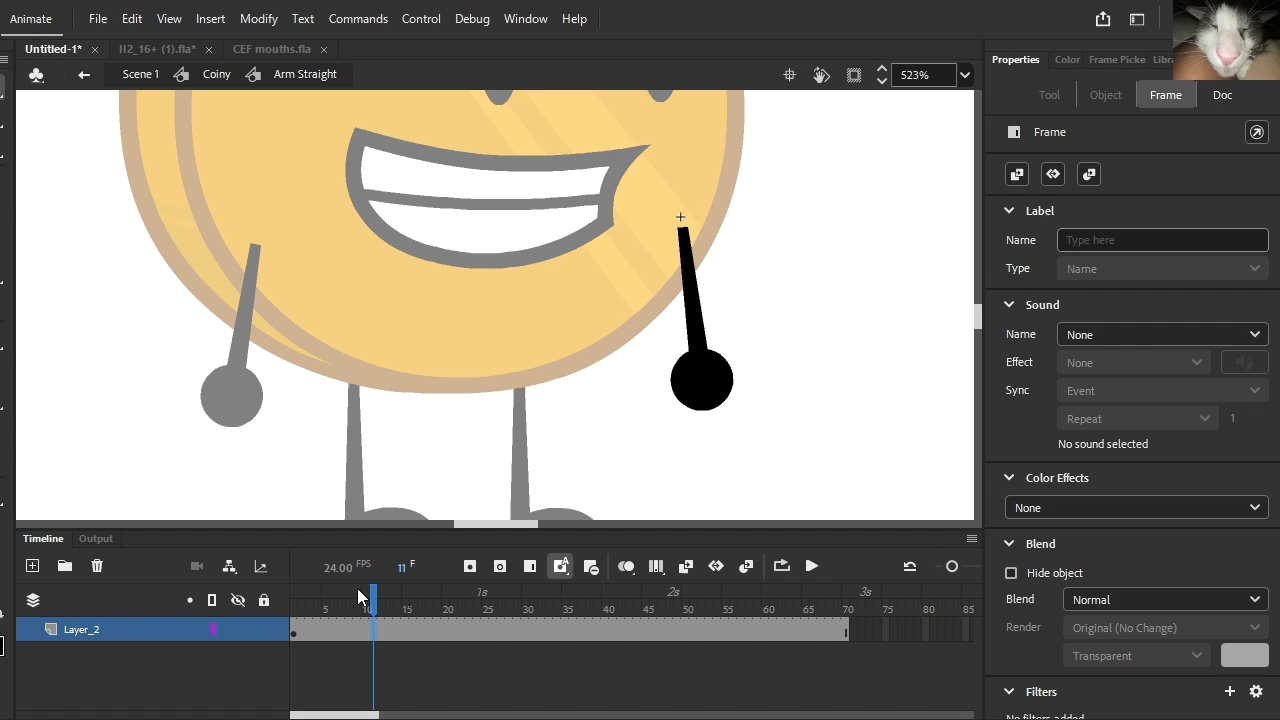 Animate File Edit View Insert Modify Text Commands Control Debug Window Help
Untitled-1* × II2_16+ (1).fla* × CEF mouths.fla × Properties Color Frame Picke
Scene 1 Coiny Arm Straight 523%
Tool Object Frame Doc
Frame
Label
Name Type here
Type Name
Sound
Name None
Effect None
Sync Event
Repeat 1
No sound selected
Color Effects
None
Timeline Output
Blend
24.00 FPS 11 F
Hide object
1s 2s 3s
Blend Normal
5 15 20 25 30 35 40 45 50 55 60 65 70 75 80 85
Layer_2
Render Original (No Change)
Transparent
Filters
No filters added